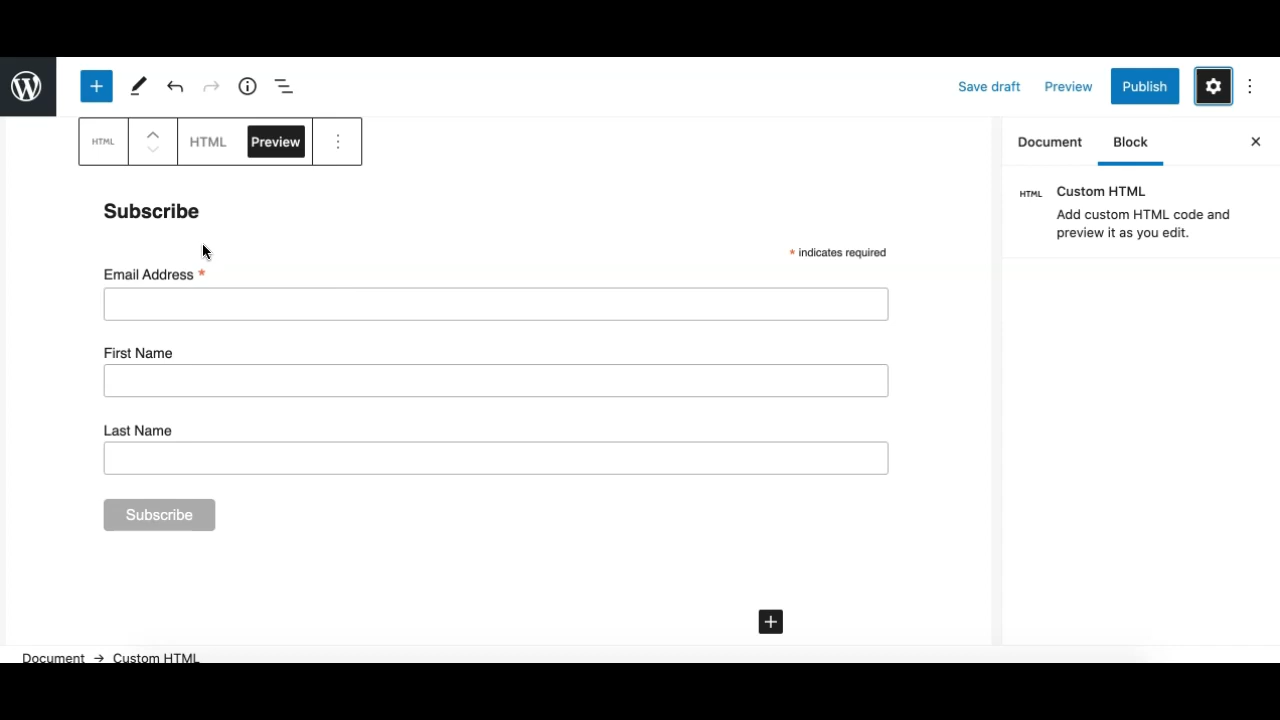 Save draft Preview Publish
HTML HTML Preview
Document Block
Subscribe
HTML Custom HTML
Add custom HTML code and
preview it as you edit.
* indicates required
Email Address *
First Name
Last Name
Subscribe
Document → Custom HTML